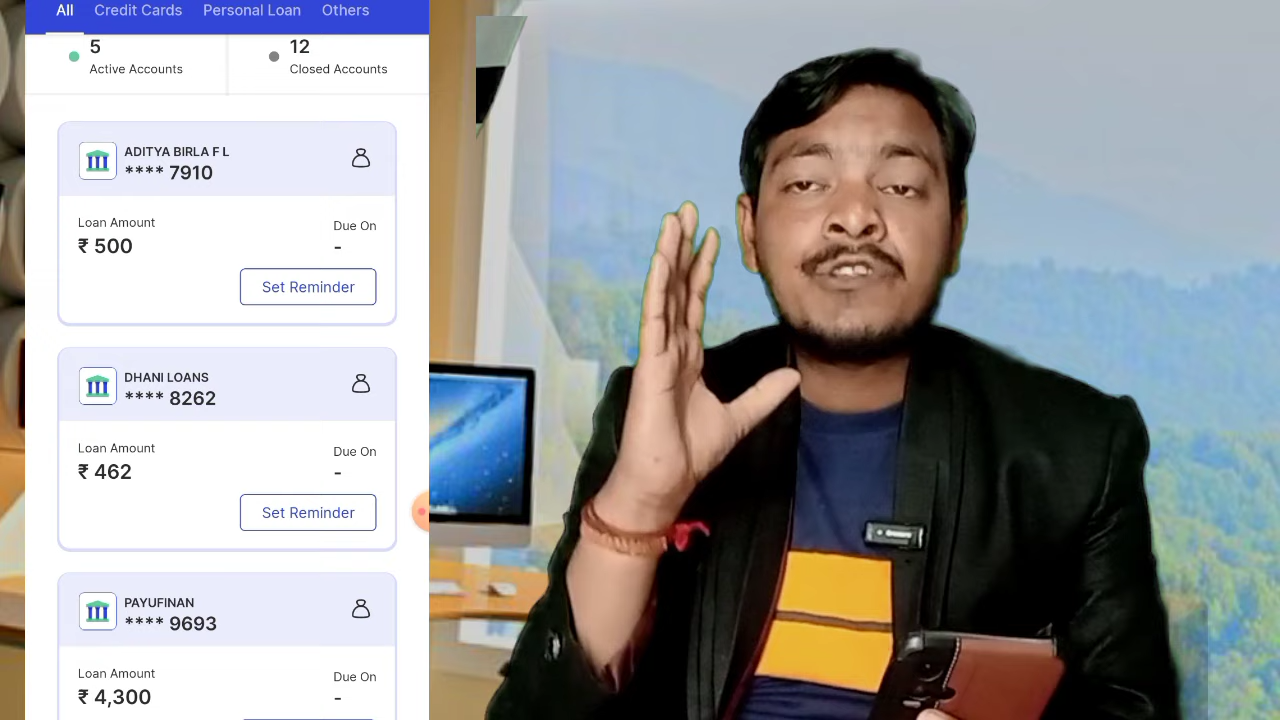 All Credit Cards Personal Loan Others
5
Active Accounts
12
Closed Accounts
ADITYA BIRLA F L
**** 7910
Loan Amount
₹ 500
Due On
-
Set Reminder
DHANI LOANS
**** 8262
Loan Amount
₹ 462
Due On
-
Set Reminder
PAYUFINAN
**** 9693
Loan Amount
₹ 4,300
Due On
-